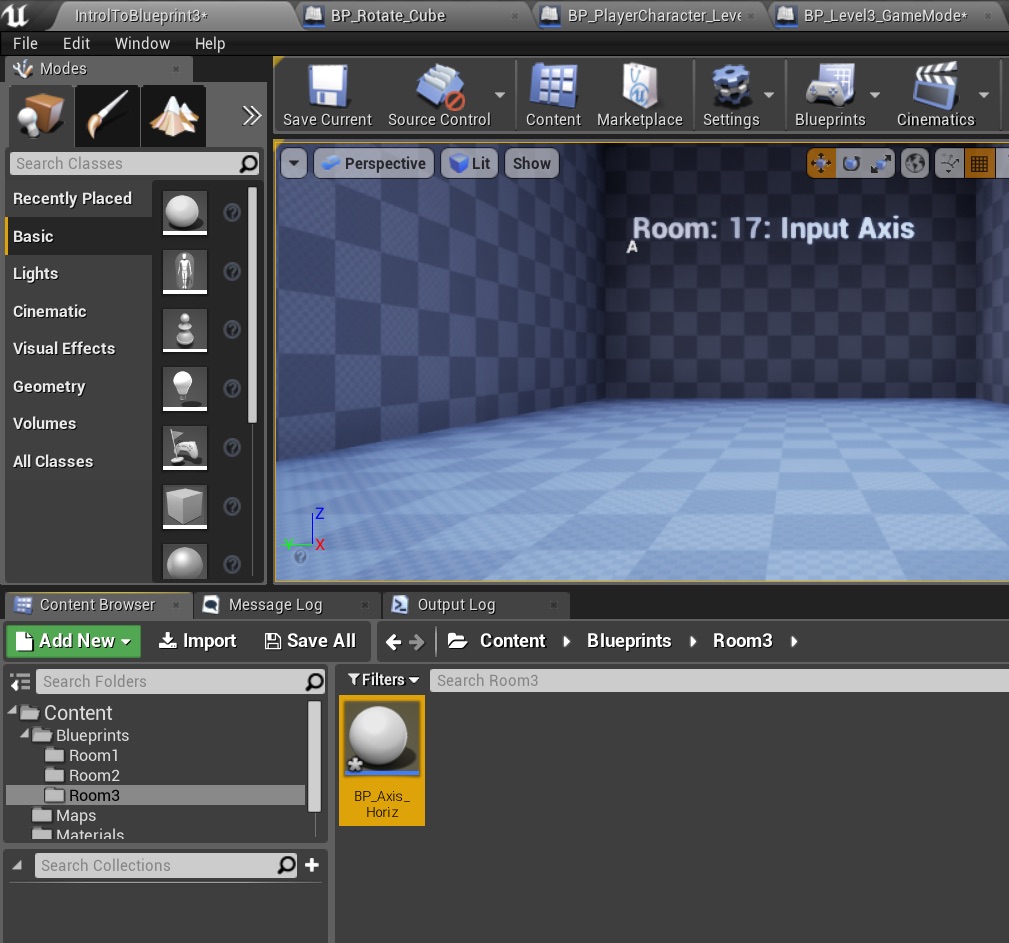 IntrolToBlueprint3*
BP_Rotate_Cube
BP_PlayerCharacter_Leve
BP_Level3_GameMode*
File Edit Window Help
Modes
Save Current Source Control Content Marketplace Settings Blueprints Cinematics
Search Classes
Perspective Lit Show
Recently Placed
Basic
Lights
Cinematic
Visual Effects
Geometry
Volumes
All Classes
Room: 17: Input Axis
A
Z
X
Content Browser Message Log Output Log
Add New Import Save All Content Blueprints Room3
Search Folders
Filters Search Room3
Content
Blueprints
Room1
Room2
Room3
Maps
Materials
BP_Axis_
Horiz
Search Collections